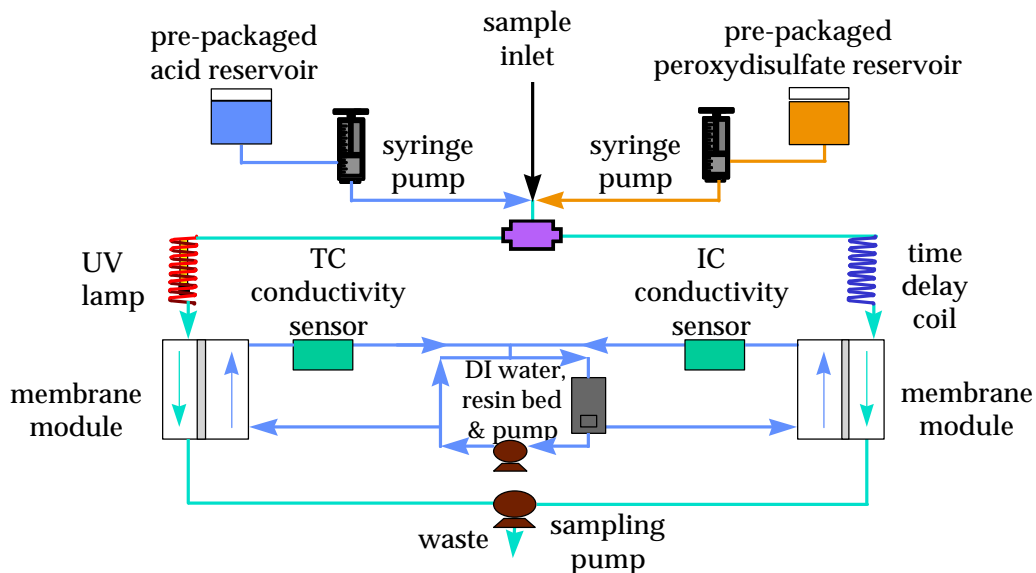 pre-packaged
acid reservoir
sample
inlet
pre-packaged
peroxydisulfate reservoir
syringe
pump
syringe
pump
UV
lamp
TC
conductivity
sensor
IC
conductivity
sensor
time
delay
coil
membrane
module
DI water,
resin bed
& pump
membrane
module
waste
sampling
pump